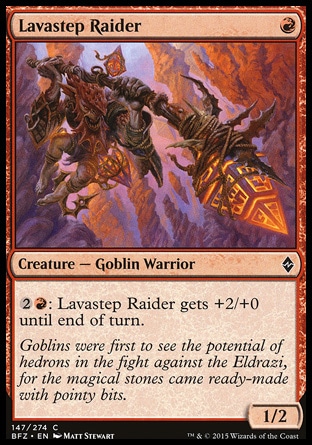 Lavastep Raider
Creature — Goblin Warrior
2: Lavastep Raider gets +2/+0
until end of turn.
Goblins were first to see the potential
of hedrons in the fight against the Eldrazi,
for the magical stones came ready-made
with pointy bits.
1/2
147/274 C
BFZ • EN Matt Stewart
™ & © 2015 Wizards of the Coast